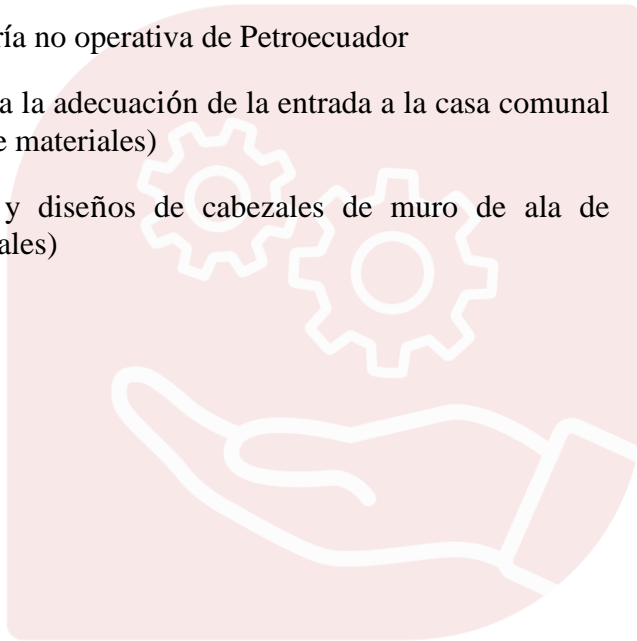 ría no operativa de Petroecuador
a la adecuación de la entrada a la casa comunal
e materiales)
y diseños de cabezales de muro de ala de
ales)